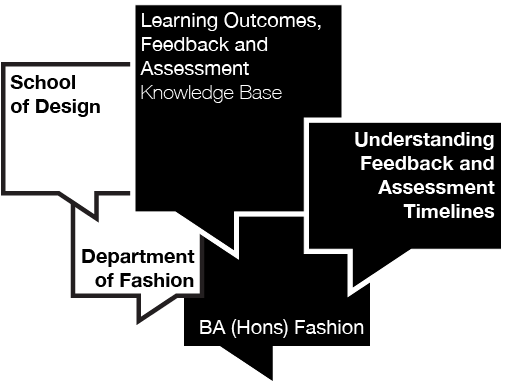 Learning Outcomes,
Feedback and
Assessment
Knowledge Base
School
of Design
Understanding
Feedback and
Assessment
Timelines
Department
of Fashion
BA (Hons) Fashion